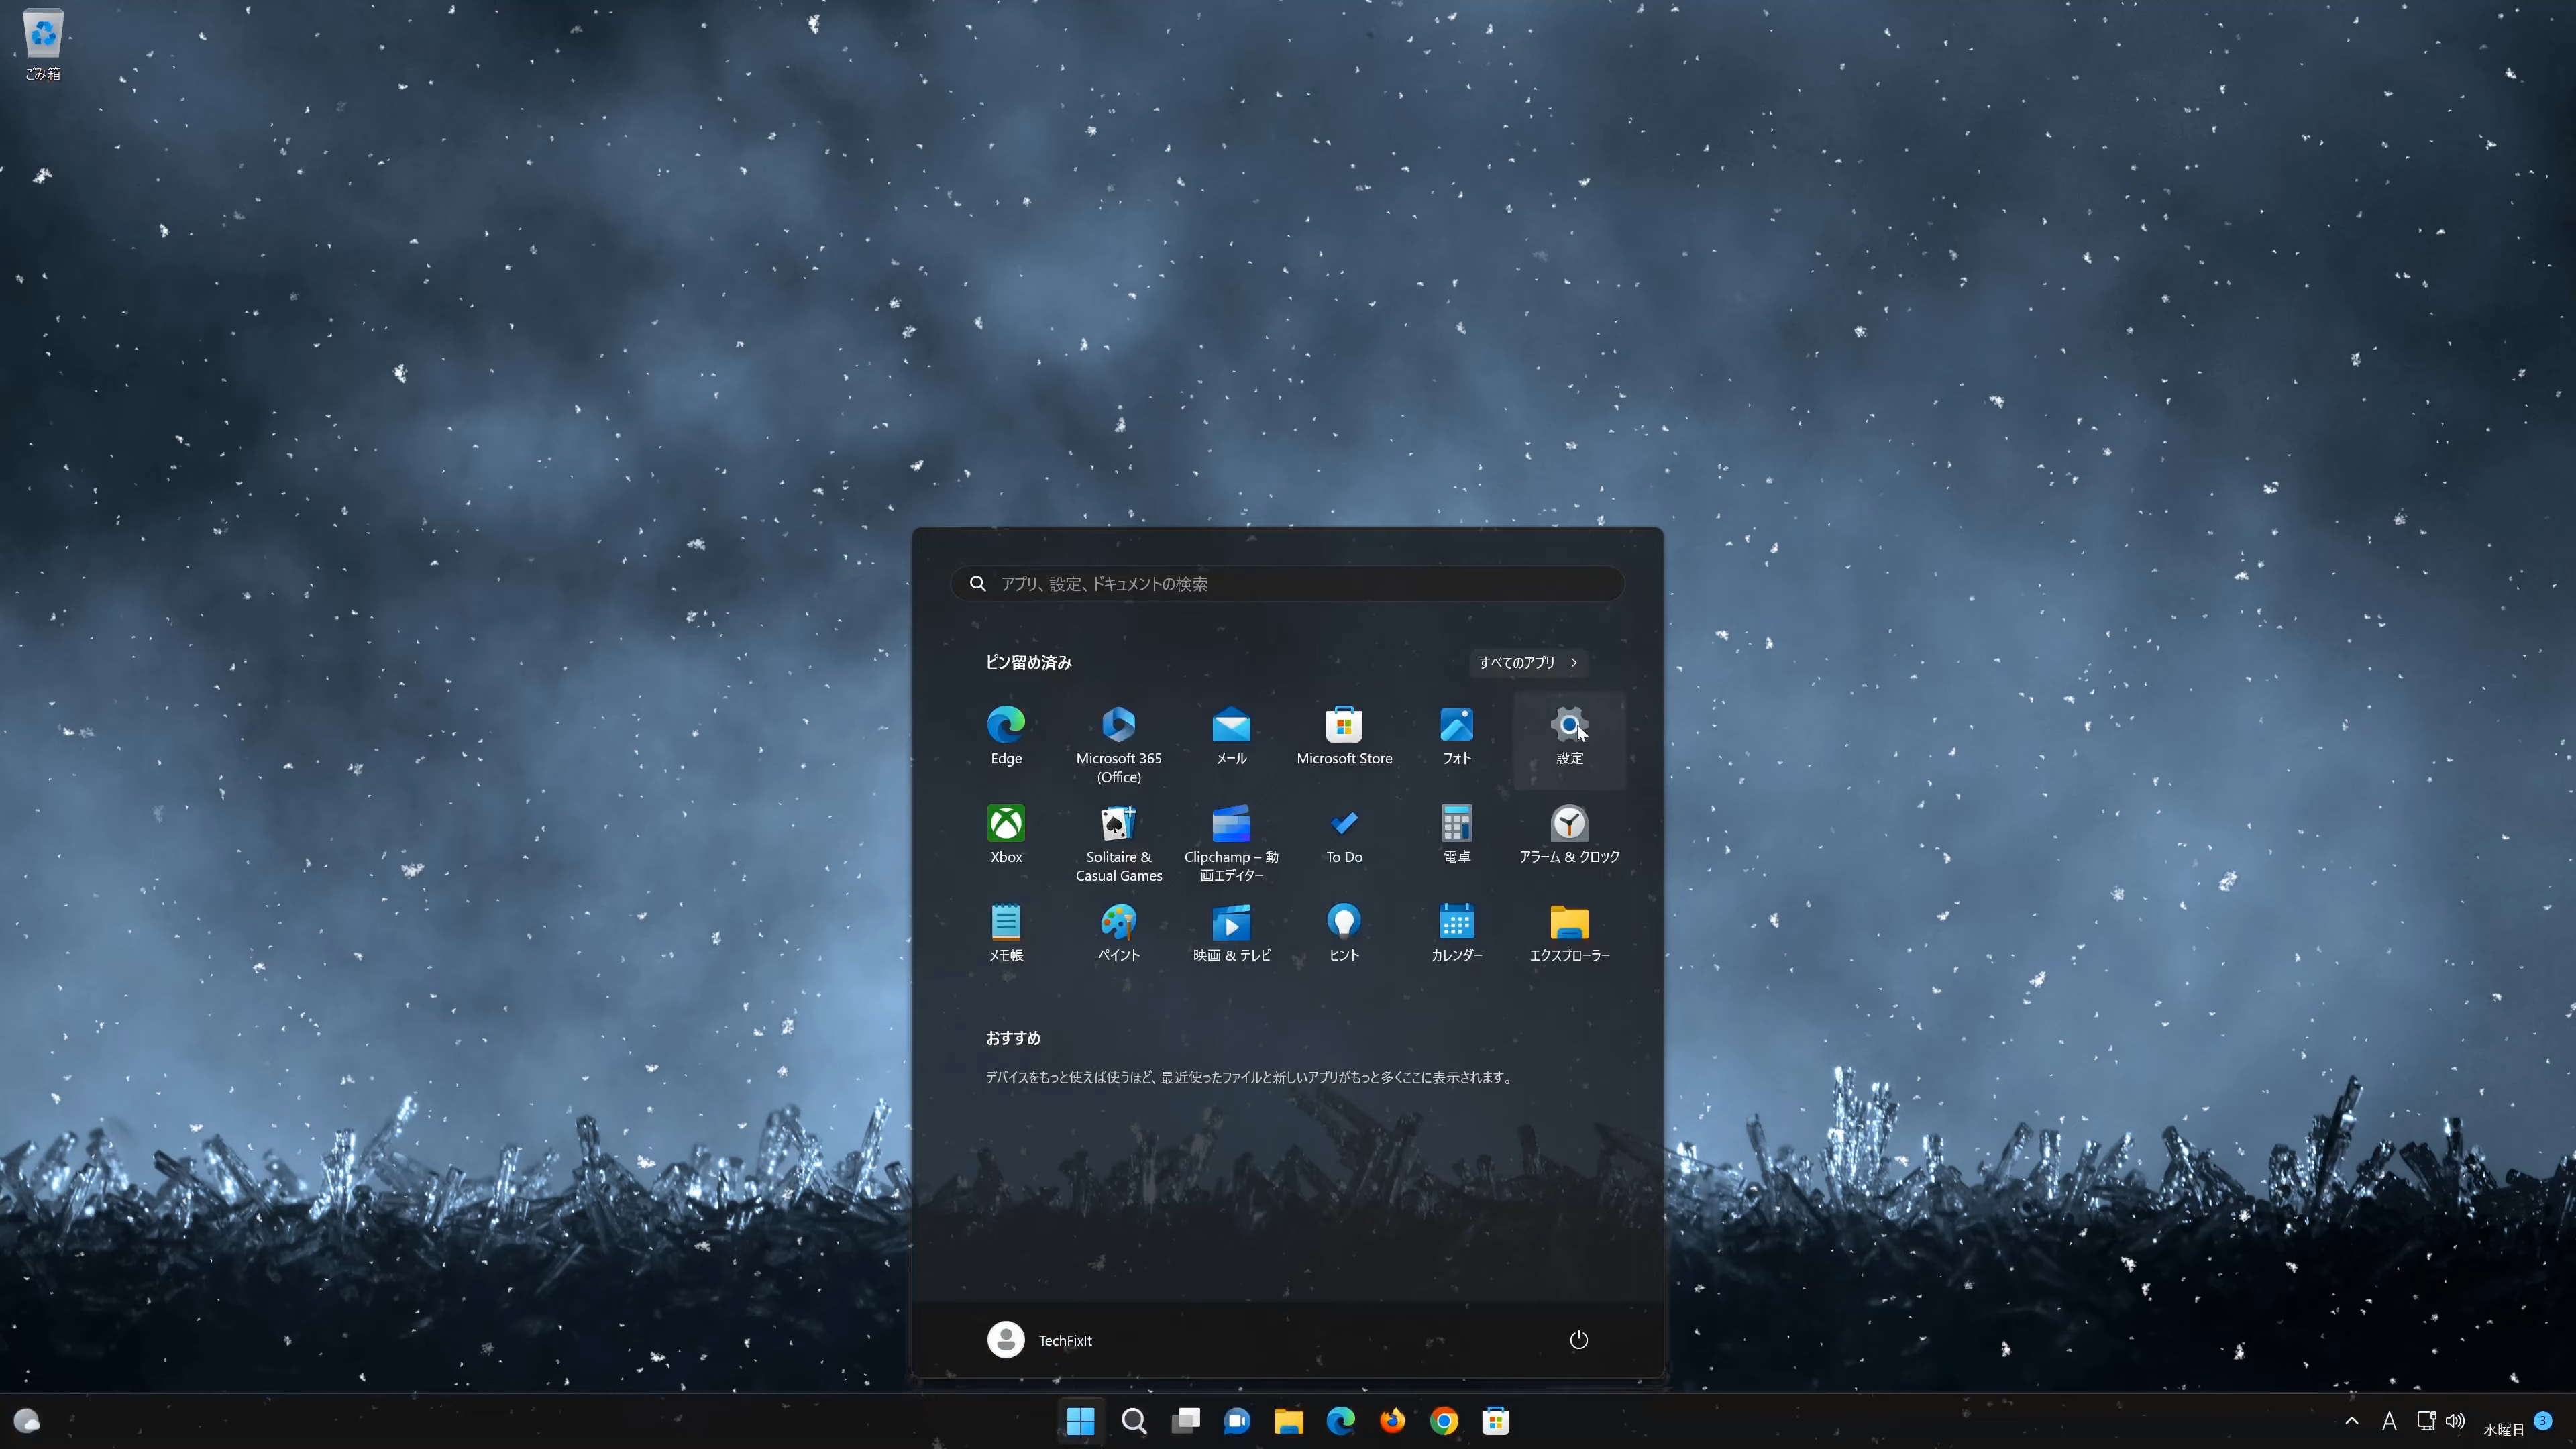 ごみ箱
アプリ、設定、ドキュメントの検索
ピン留め済み
すべてのアプリ
Edge
Microsoft 365
(Office)
メール
Microsoft Store
フォト
設定
Xbox
Solitaire &
Casual Games
Clipchamp – 動
画エディター
To Do
電卓
アラーム & クロック
メモ帳
ペイント
映画 & テレビ
ヒント
カレンダー
エクスプローラー
おすすめ
デバイスをもっと使えば使うほど、最近使ったファイルと新しいアプリがもっと多くここに表示されます。
TechFixIt
A
水曜日
3